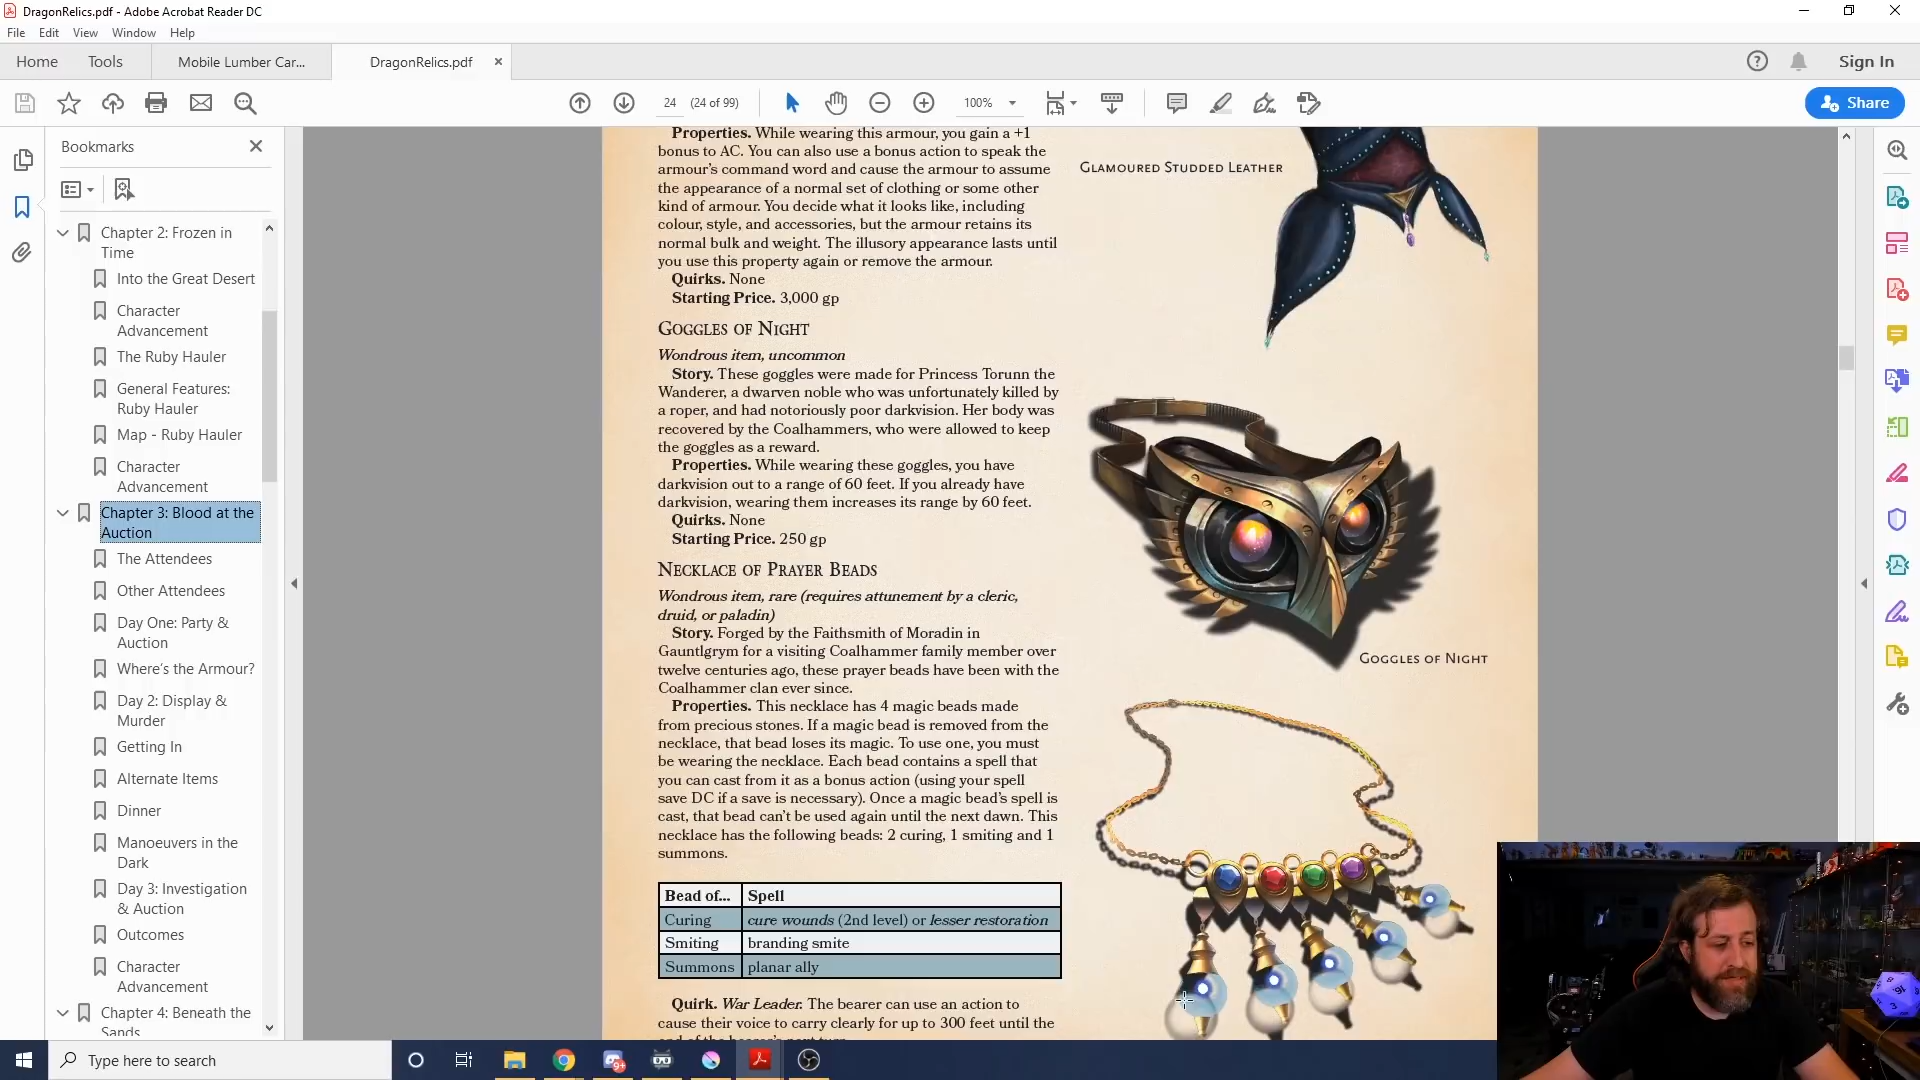 DragonRelics.pdf - Adobe Acrobat Reader DC
File Edit View Window Help
Home Tools Mobile Lumber Car... DragonRelics.pdf Sign In
24 (24 of 99) 100% Share
Bookmarks
Chapter 2: Frozen in
Time
Into the Great Desert
Character
Advancement
The Ruby Hauler
General Features:
Ruby Hauler
Map - Ruby Hauler
Character
Advancement
Chapter 3: Blood at the
Auction
The Attendees
Other Attendees
Day One: Party &
Auction
Where's the Armour?
Day 2: Display &
Murder
Getting In
Alternate Items
Dinner
Manoeuvers in the
Dark
Day 3: Investigation
& Auction
Outcomes
Character
Advancement
Chapter 4: Beneath the
Sands
Properties. While wearing this armour, you gain a +1
bonus to AC. You can also use a bonus action to speak the
armour's command word and cause the armour to assume
the appearance of a normal set of clothing or some other
kind of armour. You decide what it looks like, including
colour, style, and accessories, but the armour retains its
normal bulk and weight. The illusory appearance lasts until
you use this property again or remove the armour.
Quirks. None
Starting Price. 3,000 gp
Goggles of Night
Wondrous item, uncommon
Story. These goggles were made for Princess Torunn the
Wanderer, a dwarven noble who was unfortunately killed by
a roper, and had notoriously poor darkvision. Her body was
recovered by the Coalhammers, who were allowed to keep
the goggles as a reward.
Properties. While wearing these goggles, you have
darkvision out to a range of 60 feet. If you already have
darkvision, wearing them increases its range by 60 feet.
Quirks. None
Starting Price. 250 gp
Necklace of Prayer Beads
Wondrous item, rare (requires attunement by a cleric,
druid, or paladin)
Story. Forged by the Faithsmith of Moradin in
Gauntlgrym for a visiting Coalhammer family member over
twelve centuries ago, these prayer beads have been with the
Coalhammer clan ever since.
Properties. This necklace has 4 magic beads made
from precious stones. If a magic bead is removed from the
necklace, that bead loses its magic. To use one, you must
be wearing the necklace. Each bead contains a spell that
you can cast from it as a bonus action (using your spell
save DC if a save is necessary). Once a magic bead's spell is
cast, that bead can't be used again until the next dawn. This
necklace has the following beads: 2 curing, 1 smiting and 1
summons.
Bead of... Spell
Curing cure wounds (2nd level) or lesser restoration
Smiting branding smite
Summons planar ally
Quirk. War Leader. The bearer can use an action to
cause their voice to carry clearly for up to 300 feet until the
end of the bearer's next turn.
Glamoured Studded Leather
Goggles of Night
Type here to search
9+